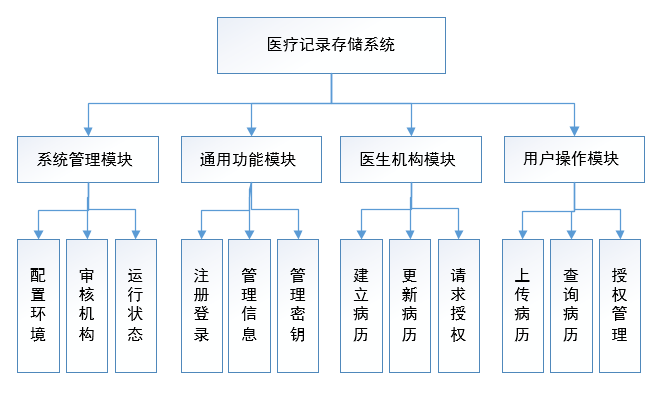 医疗记录存储系统
系统管理模块
通用功能模块
医生机构模块
用户操作模块
配置环境
审核机构
运行状态
注册登录
管理信息
管理密钥
建立病历
更新病历
请求授权
上传病历
查询病历
授权管理